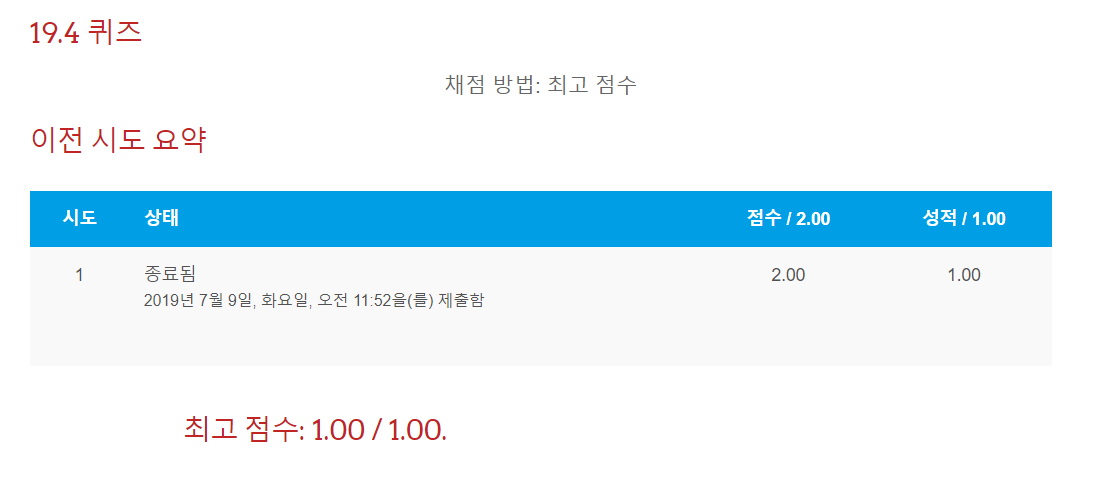 19.4 퀴즈
채점 방법: 최고 점수
이전 시도 요약
시도 상태 점수 / 2.00 성적 / 1.00
1 종료됨 2.00 1.00
2019년 7월 9일, 화요일, 오전 11:52을(를) 제출함
최고 점수: 1.00 / 1.00.